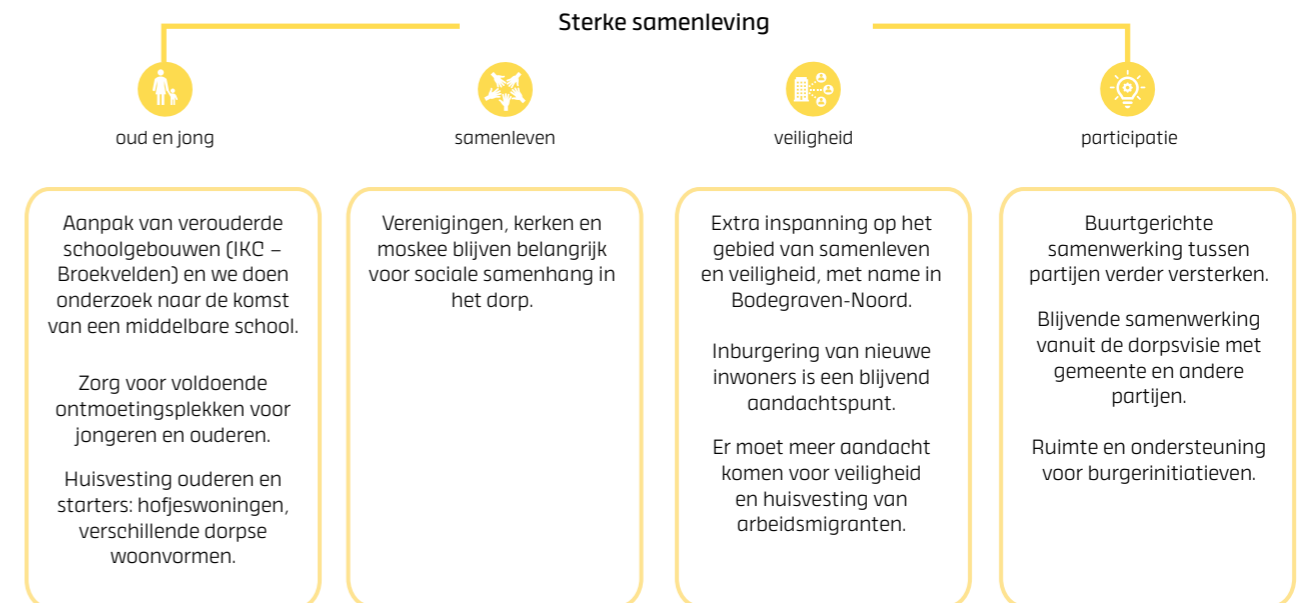 Sterke samenleving
oud en jong
samenleven
veiligheid
participatie
Aanpak van verouderde
schoolgebouwen (IKC –
Broekvelden) en we doen
onderzoek naar de komst
van een middelbare school.
Zorg voor voldoende
ontmoetingsplekken voor
jongeren en ouderen.
Huisvesting ouderen en
starters: hofjeswoningen,
verschillende dorpse
woonvormen.
Verenigingen, kerken en
moskee blijven belangrijk
voor sociale samenhang in
het dorp.
Extra inspanning op het
gebied van samenleven
en veiligheid, met name in
Bodegraven-Noord.
Inburgering van nieuwe
inwoners is een blijvend
aandachtspunt.
Er moet meer aandacht
komen voor veiligheid
en huisvesting van
arbeidsmigranten.
Buurtgerichte
samenwerking tussen
partijen verder versterken.
Blijvende samenwerking
vanuit de dorpsvisie met
gemeente en andere
partijen.
Ruimte en ondersteuning
voor burgerinitiatieven.